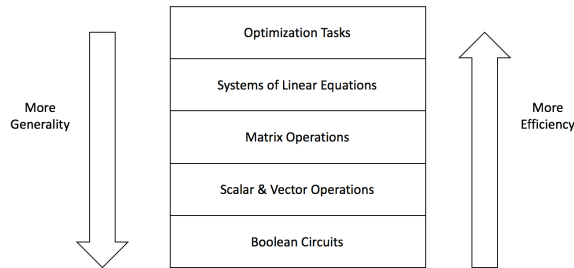 Optimization Tasks
Systems of Linear Equations
More
Generality
Matrix Operations
More
Efficiency
Scalar & Vector Operations
Boolean Circuits